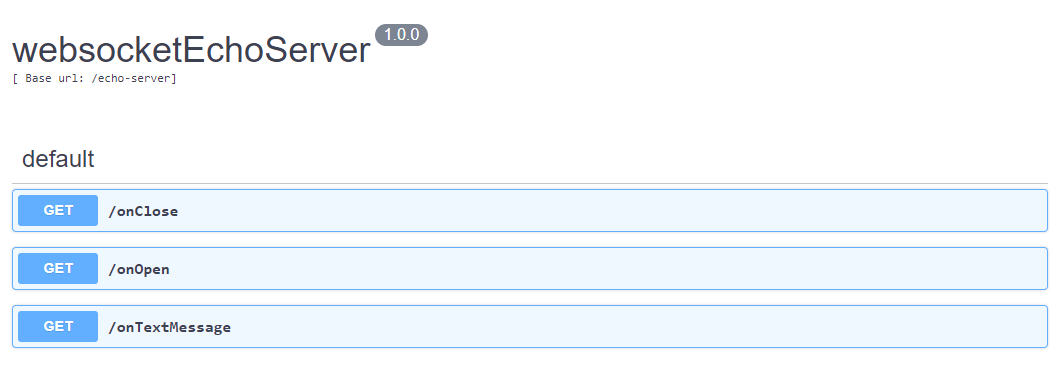 websocketEchoServer 1.0.0
[ Base url: /echo-server]
default
GET /onClose
GET /onOpen
GET /onTextMessage